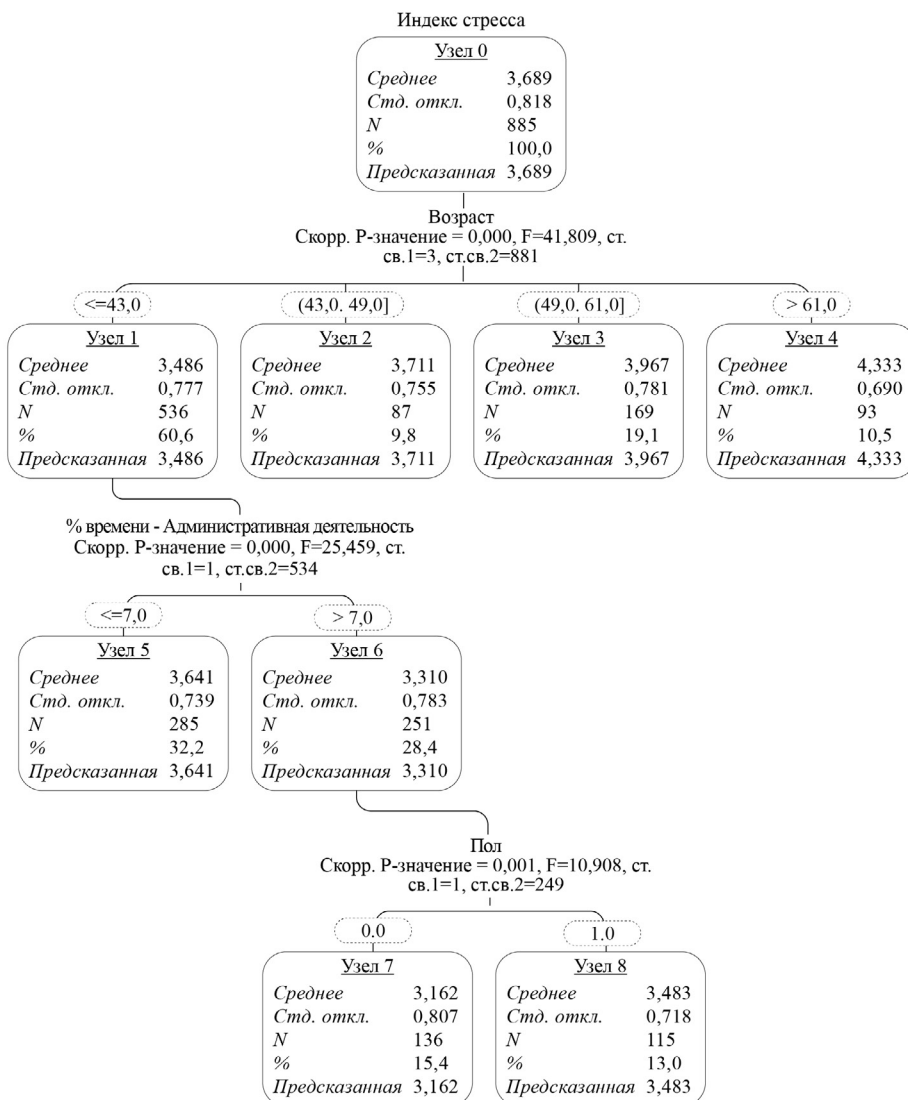 Индекс стресса
Узел 0
Среднее 3,689
Стд. откл. 0,818
N 885
% 100,0
Предсказанная 3,689
Возраст
Скорр. P-значение = 0,000, F=41,809, ст.
св.1=3, ст.св.2=881
<=43,0
(43,0. 49,0]
(49,0. 61,0]
> 61,0
Узел 1
Среднее 3,486
Стд. откл. 0,777
N 536
% 60,6
Предсказанная 3,486
Узел 2
Среднее 3,711
Стд. откл. 0,755
N 87
% 9,8
Предсказанная 3,711
Узел 3
Среднее 3,967
Стд. откл. 0,781
N 169
% 19,1
Предсказанная 3,967
Узел 4
Среднее 4,333
Стд. откл. 0,690
N 93
% 10,5
Предсказанная 4,333
% времени - Административная деятельность
Скорр. P-значение = 0,000, F=25,459, ст.
св.1=1, ст.св.2=534
<=7,0
> 7,0
Узел 5
Среднее 3,641
Стд. откл. 0,739
N 285
% 32,2
Предсказанная 3,641
Узел 6
Среднее 3,310
Стд. откл. 0,783
N 251
% 28,4
Предсказанная 3,310
Пол
Скорр. P-значение = 0,001, F=10,908, ст.
св.1=1, ст.св.2=249
0.0
1.0
Узел 7
Среднее 3,162
Стд. откл. 0,807
N 136
% 15,4
Предсказанная 3,162
Узел 8
Среднее 3,483
Стд. откл. 0,718
N 115
% 13,0
Предсказанная 3,483